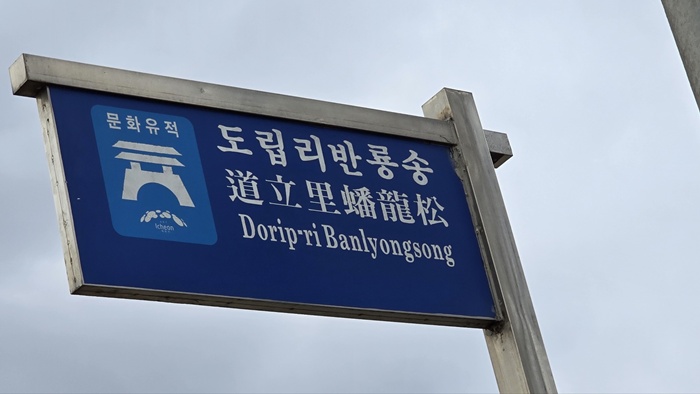 문화유적
Icheon
도립리반룡송
道立里蟠龍松
Dorip-ri Banlyongsong